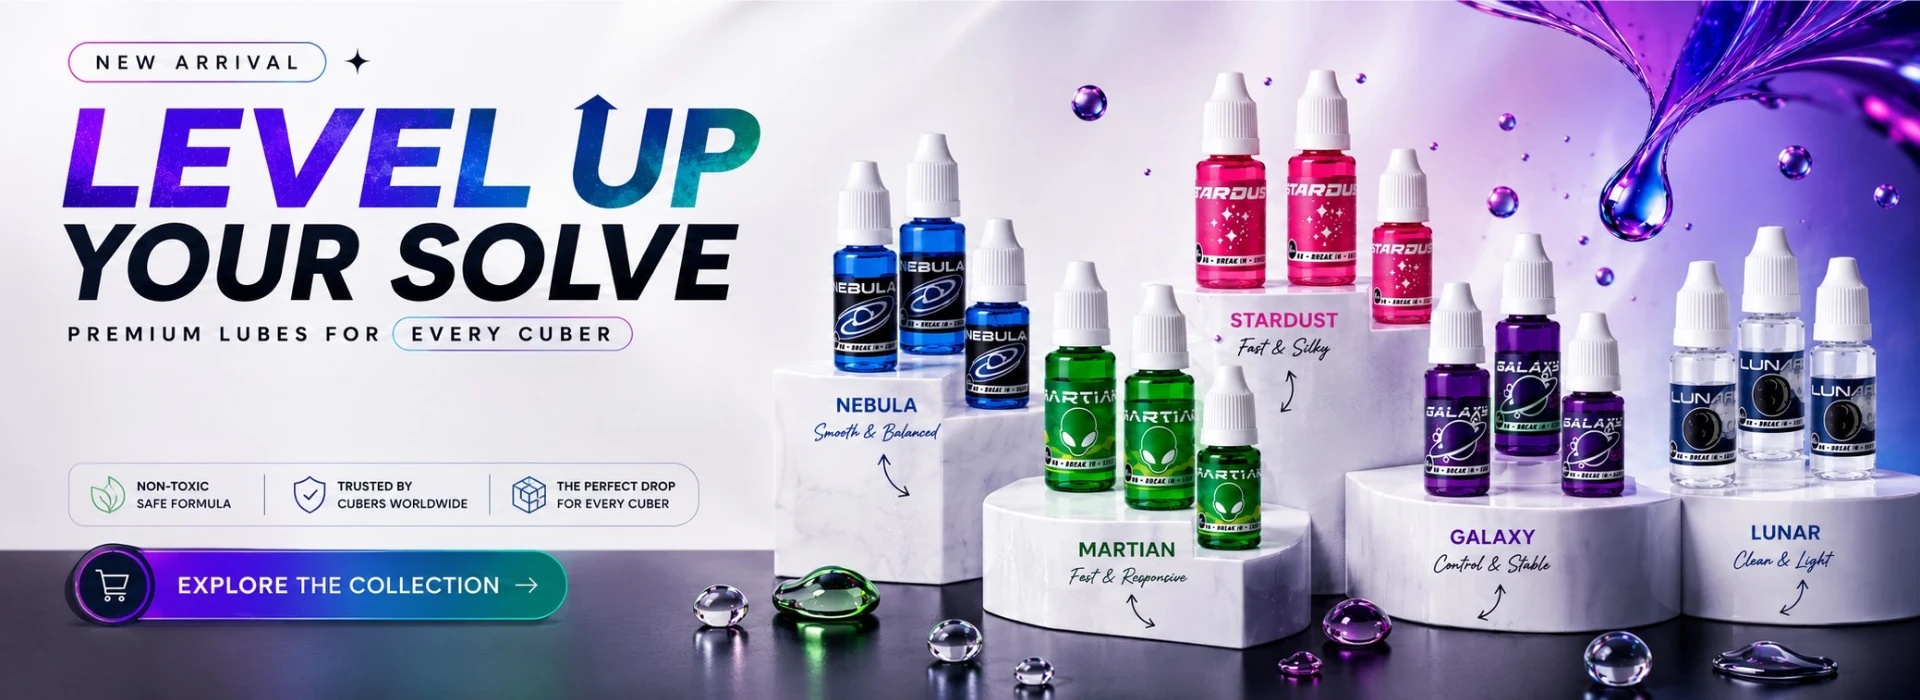 NEW ARRIVAL
LEVEL UP
YOUR SOLVE
PREMIUM LUBES FOR EVERY CUBER
NON-TOXIC
SAFE FORMULA
TRUSTED BY
CUBERS WORLDWIDE
THE PERFECT DROP
FOR EVERY CUBER
EXPLORE THE COLLECTION
NEBULA
NEBULA
NEBULA
NEBULA
Smooth & Balanced
MARTIAN
MARTIAN
MARTIAN
MARTIAN
Fest & Responcive
STARDUS
STARDUS
STARDUS
STARDUST
Fast & Silky
GALAXY
GALAXY
GALAXY
GALAXY
Control & Stable
LUNAR
LUNAR
LUNAR
LUNAR
Clean & Light